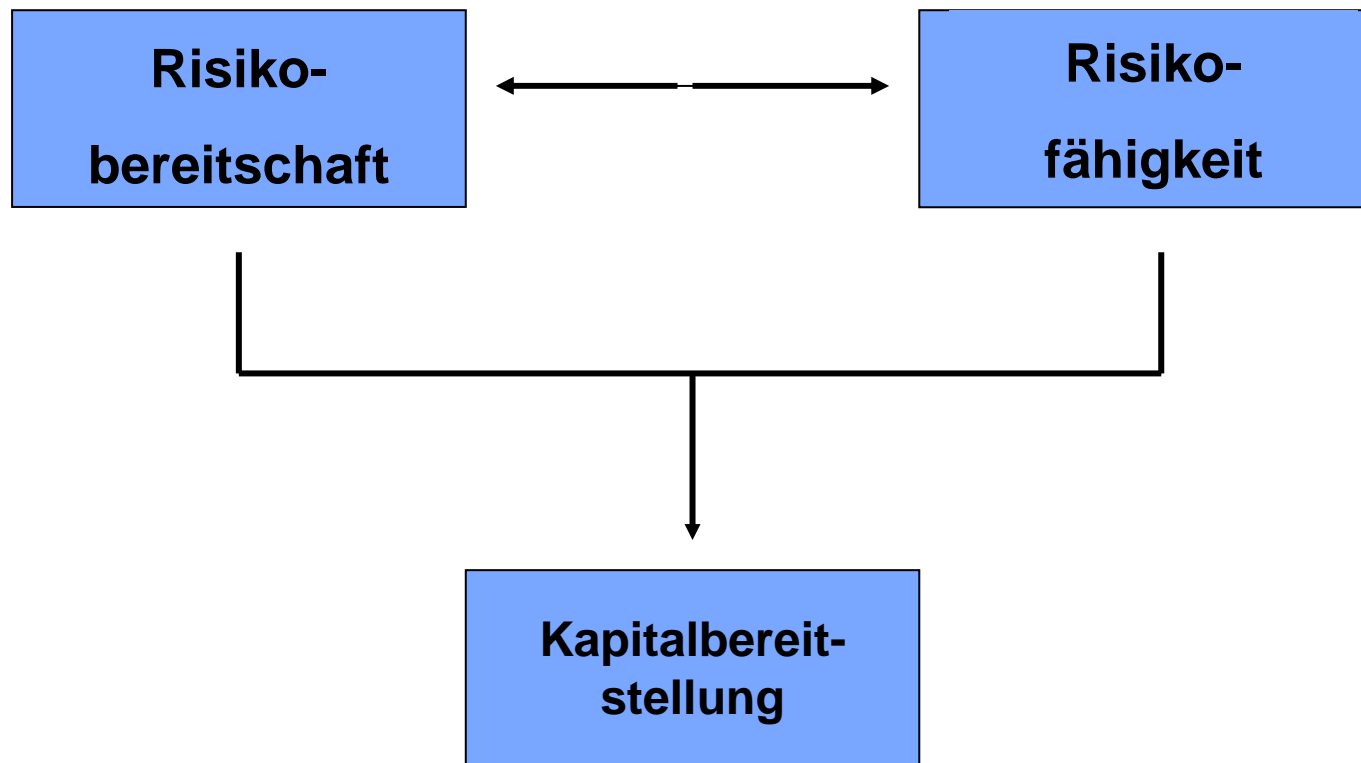 Risiko-
bereitschaft
Risiko-
fähigkeit
Kapitalbereit-
stellung